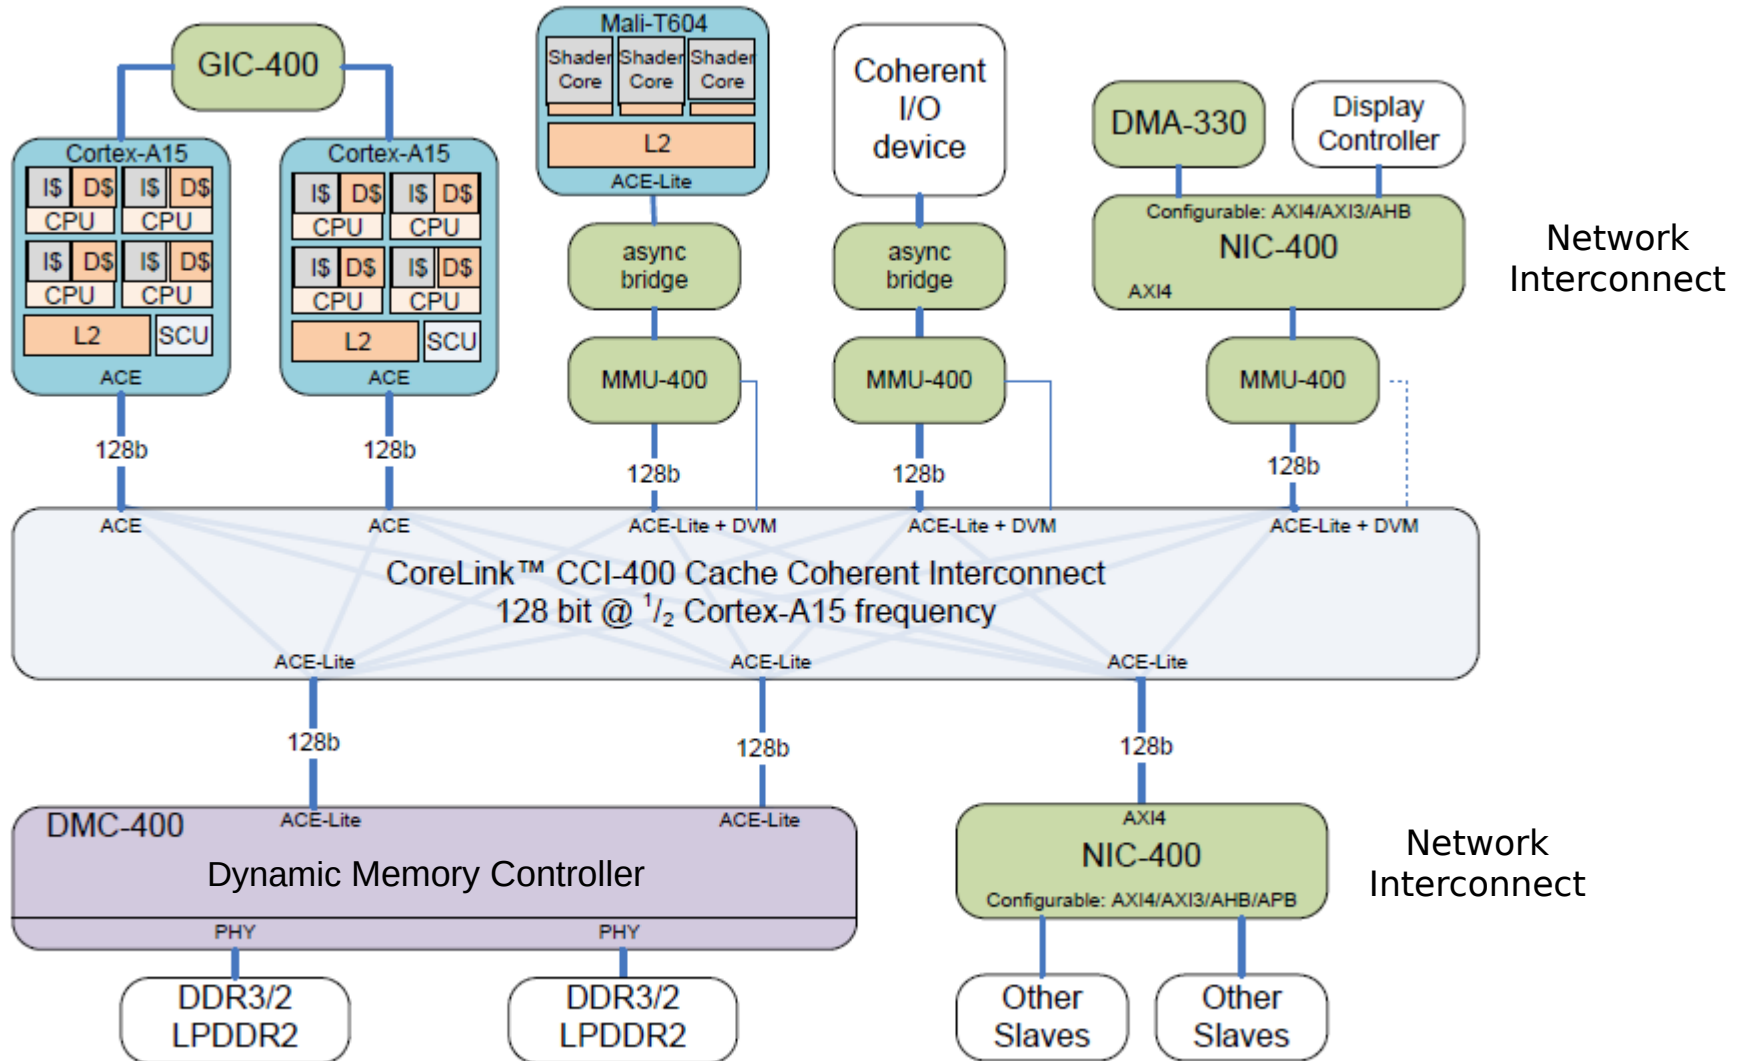 GIC-400
Cortex-A15
I$ D$ I$ D$
CPU CPU
I$ D$ I$ D$
CPU CPU
L2 SCU
ACE
Cortex-A15
I$ D$ I$ D$
CPU CPU
I$ D$ I$ D$
CPU CPU
L2 SCU
ACE
Mali-T604
Shader Shader Shader
Core Core Core
L2
ACE-Lite
Coherent
I/O
device
DMA-330
Display
Controller
async
bridge
async
bridge
Configurable: AXI4/AXI3/AHB
NIC-400
AXI4
Network
Interconnect
MMU-400
MMU-400
MMU-400
128b
128b
128b
128b
128b
ACE
ACE
ACE-Lite + DVM
ACE-Lite + DVM
ACE-Lite + DVM
CoreLink™ CCI-400 Cache Coherent Interconnect
128 bit @ 1/2 Cortex-A15 frequency
ACE-Lite
ACE-Lite
ACE-Lite
128b
128b
128b
DMC-400
ACE-Lite
ACE-Lite
Dynamic Memory Controller
PHY
PHY
AXI4
NIC-400
Configurable: AXI4/AXI3/AHB/APB
Network
Interconnect
DDR3/2
LPDDR2
DDR3/2
LPDDR2
Other
Slaves
Other
Slaves